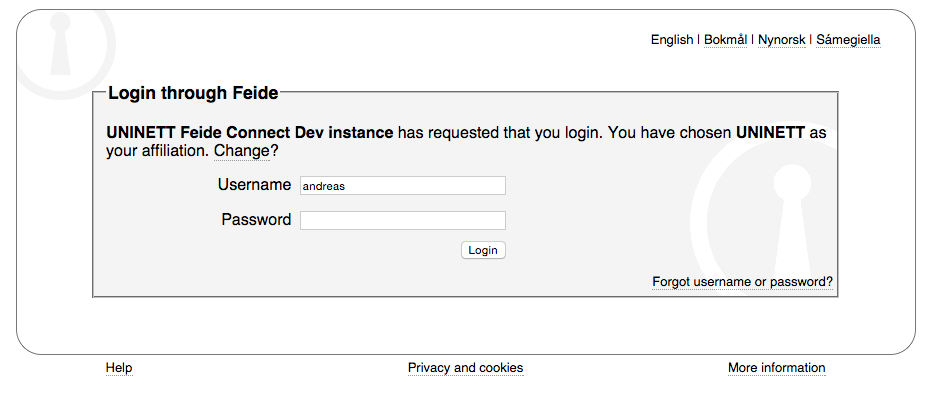 English | Bokmål | Nynorsk | Sámegiella
Login through Feide
UNINETT Feide Connect Dev instance has requested that you login. You have chosen UNINETT as
your affiliation. Change?
Username andreas
Password
Login
Forgot username or password?
Help Privacy and cookies More information